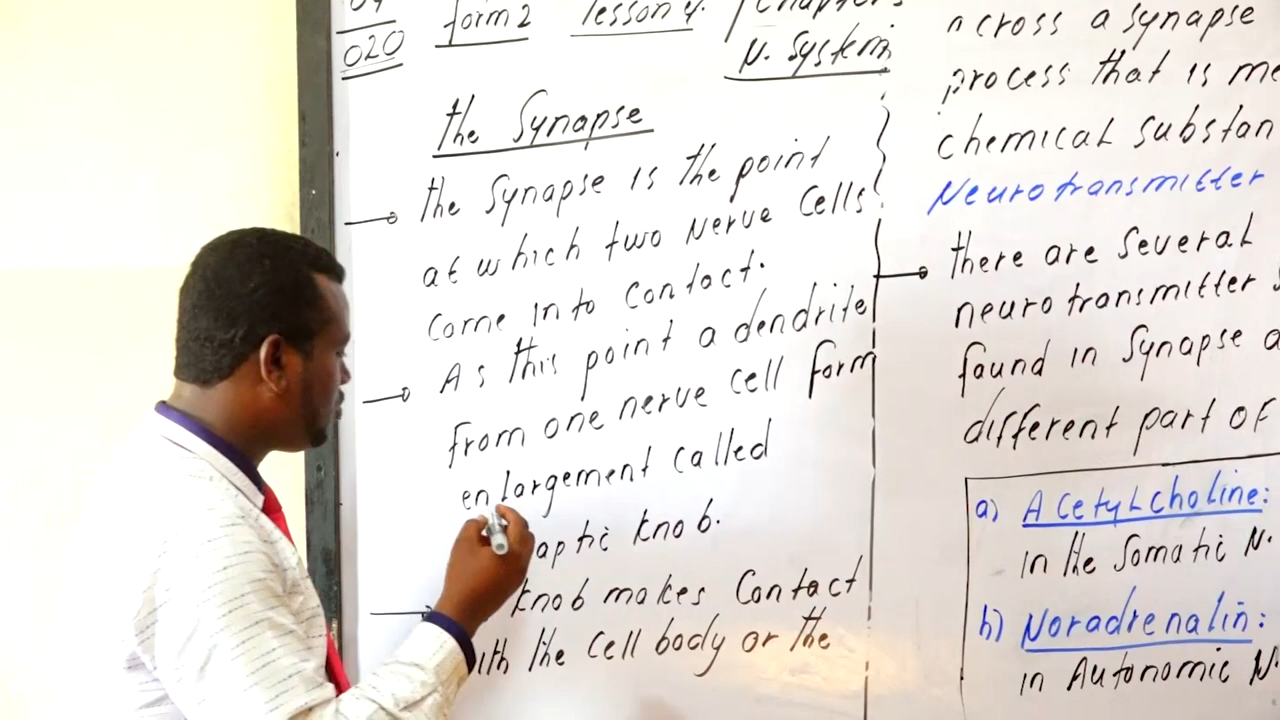 020
form 2 lesson 4.
N. System
the Synapse
the Synapse is the point
at which two Nerve Cells
come into contact.
As this point a dendrite
from one nerve cell form
enlargement called
aptic knob.
knob makes Contact
ith the cell body or the
across a synapse
process that is me
chemical substan
Neurotransmitter
there are several
neurotransmitter s
found in Synapse a
different part of
a) Acetylcholine:
in the Somatic N.
b) Noradrenalin:
in Autonomic N.